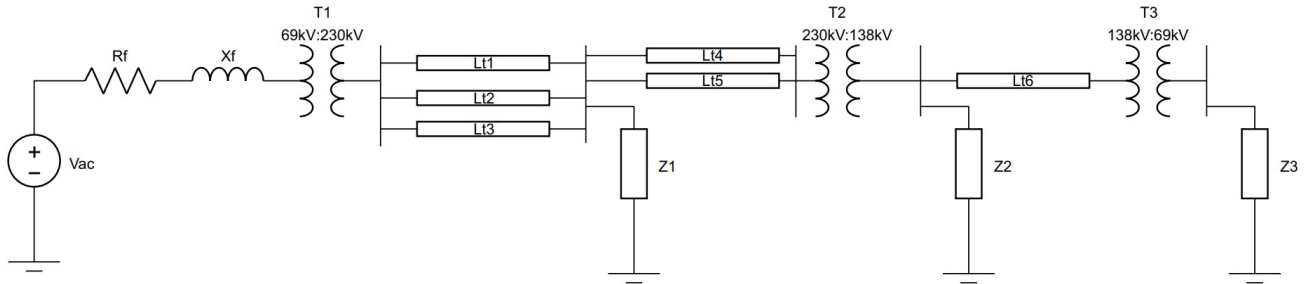 T1
T2
T3
69kV:230kV
230kV:138kV
138kV:69kV
Rf
Xf
Lt1
Lt4
Lt5
Lt6
Lt2
Lt3
+
−
Vac
Z1
Z2
Z3